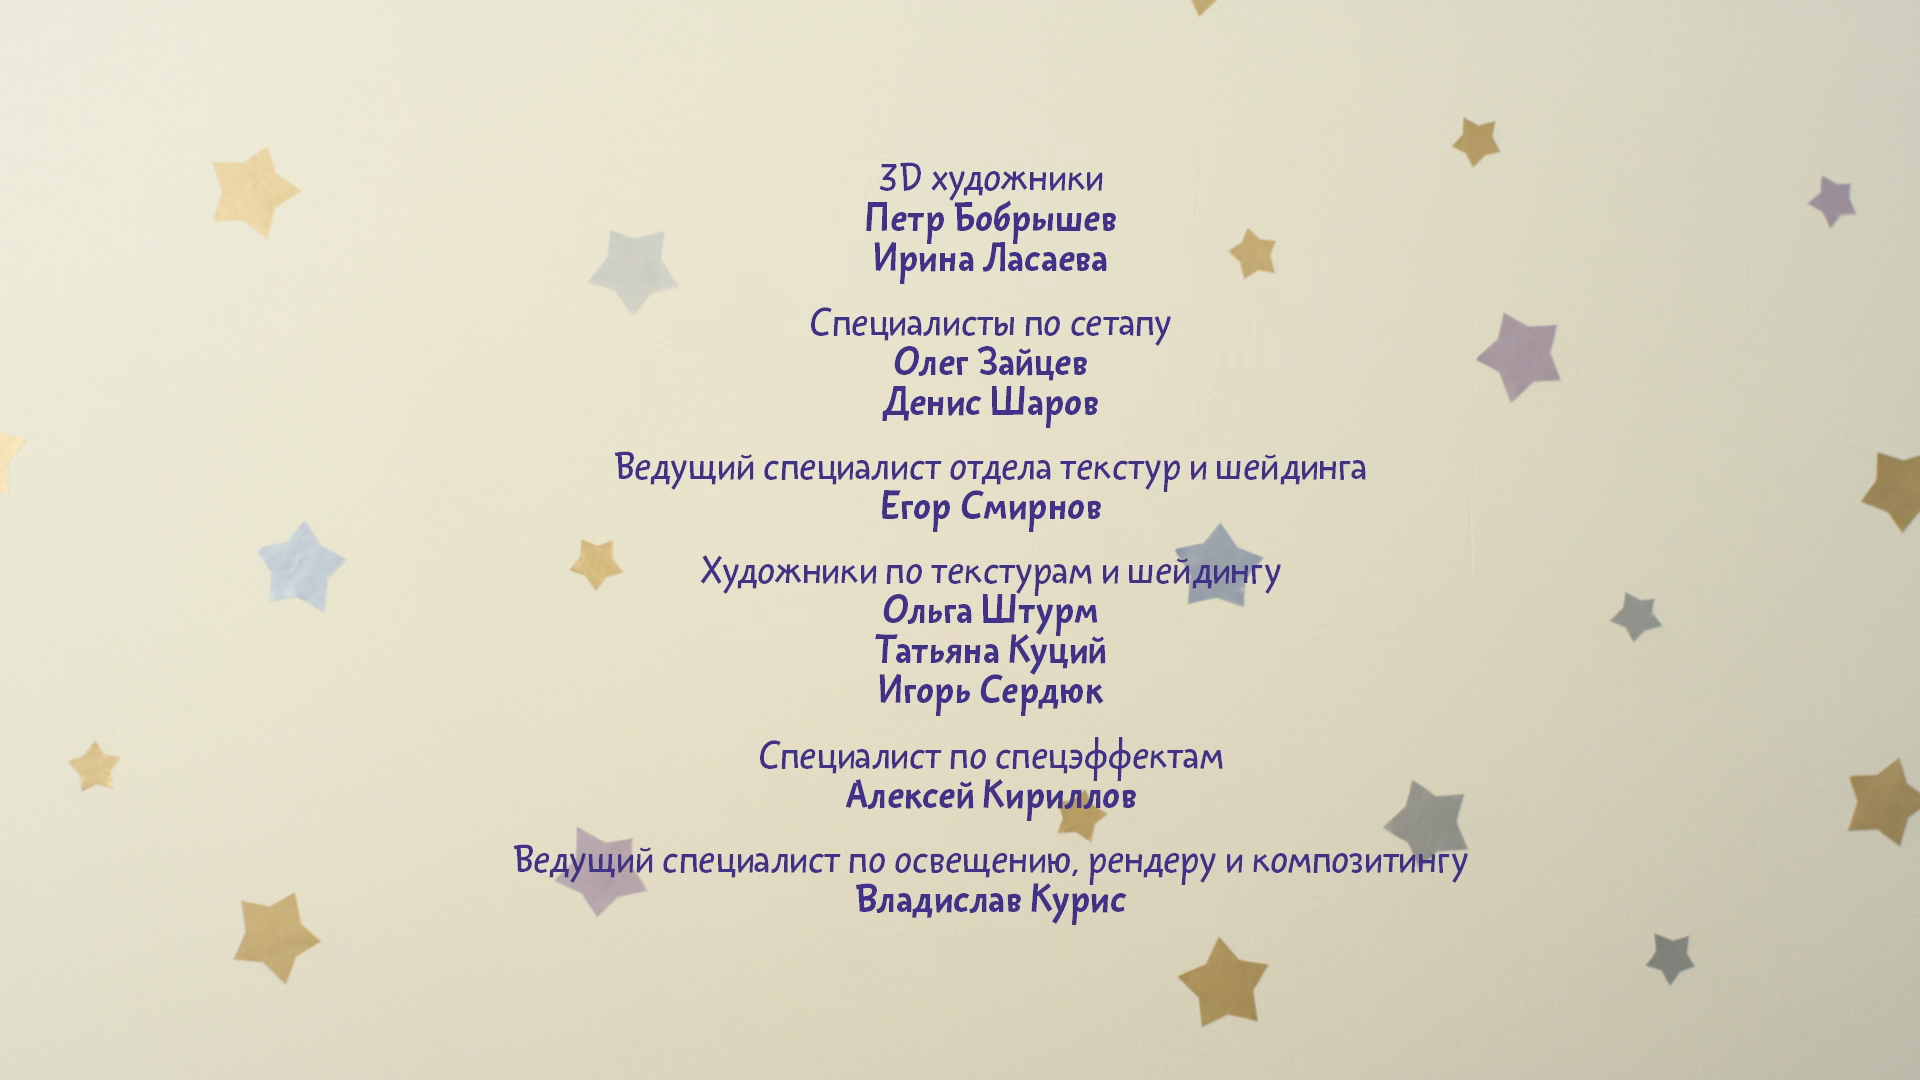 3D художники
Петр Бобрышев
Ирина Ласаева
Специалисты по сетапу
Олег Зайцев
Денис Шаров
Ведущий специалист отдела текстур и шейдинга
Егор Смирнов
Художники по текстурам и шейдингу
Ольга Штурм
Татьяна Куций
Игорь Сердюк
Специалист по спецэффектам
Алексей Кириллов
Ведущий специалист по освещению, рендеру и композитингу
Владислав Курис